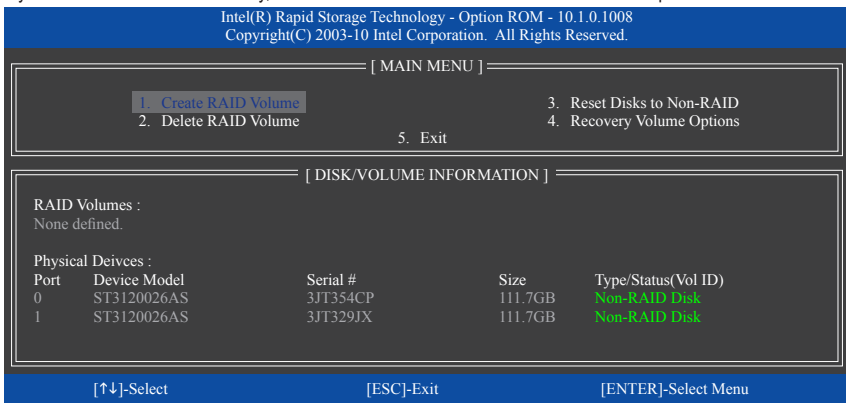 Intel(R) Rapid Storage Technology - Option ROM - 10.1.0.1008
Copyright(C) 2003-10 Intel Corporation.  All Rights Reserved.
[ MAIN MENU ]
1. Create RAID Volume
2. Delete RAID Volume
3. Reset Disks to Non-RAID
4. Recovery Volume Options
5. Exit
[ DISK/VOLUME INFORMATION ]
RAID Volumes :
None defined.
Physical Deivces :
Port Device Model Serial # Size Type/Status(Vol ID)
0 ST3120026AS 3JT354CP 111.7GB Non-RAID Disk
1 ST3120026AS 3JT329JX 111.7GB Non-RAID Disk
[↑↓]-Select [ESC]-Exit [ENTER]-Select Menu